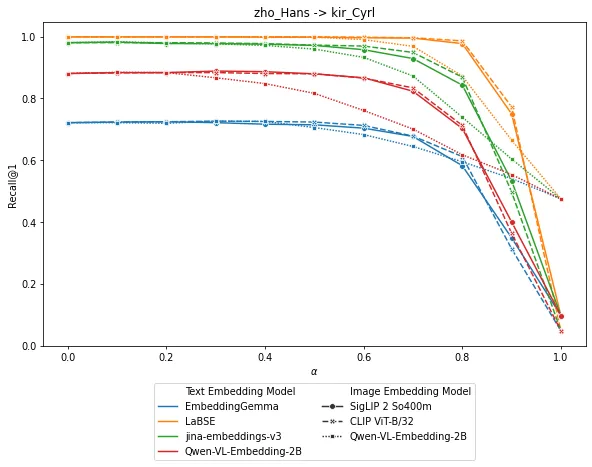 zho_Hans -> kir_Cyrl
1.0
0.8
0.6
0.4
0.2
0.0
Recall@1
0.0 0.2 0.4 0.6 0.8 1.0
α
Text Embedding Model
EmbeddingGemma
LaBSE
jina-embeddings-v3
Qwen-VL-Embedding-2B
Image Embedding Model
SigLIP 2 So400m
CLIP ViT-B/32
Qwen-VL-Embedding-2B